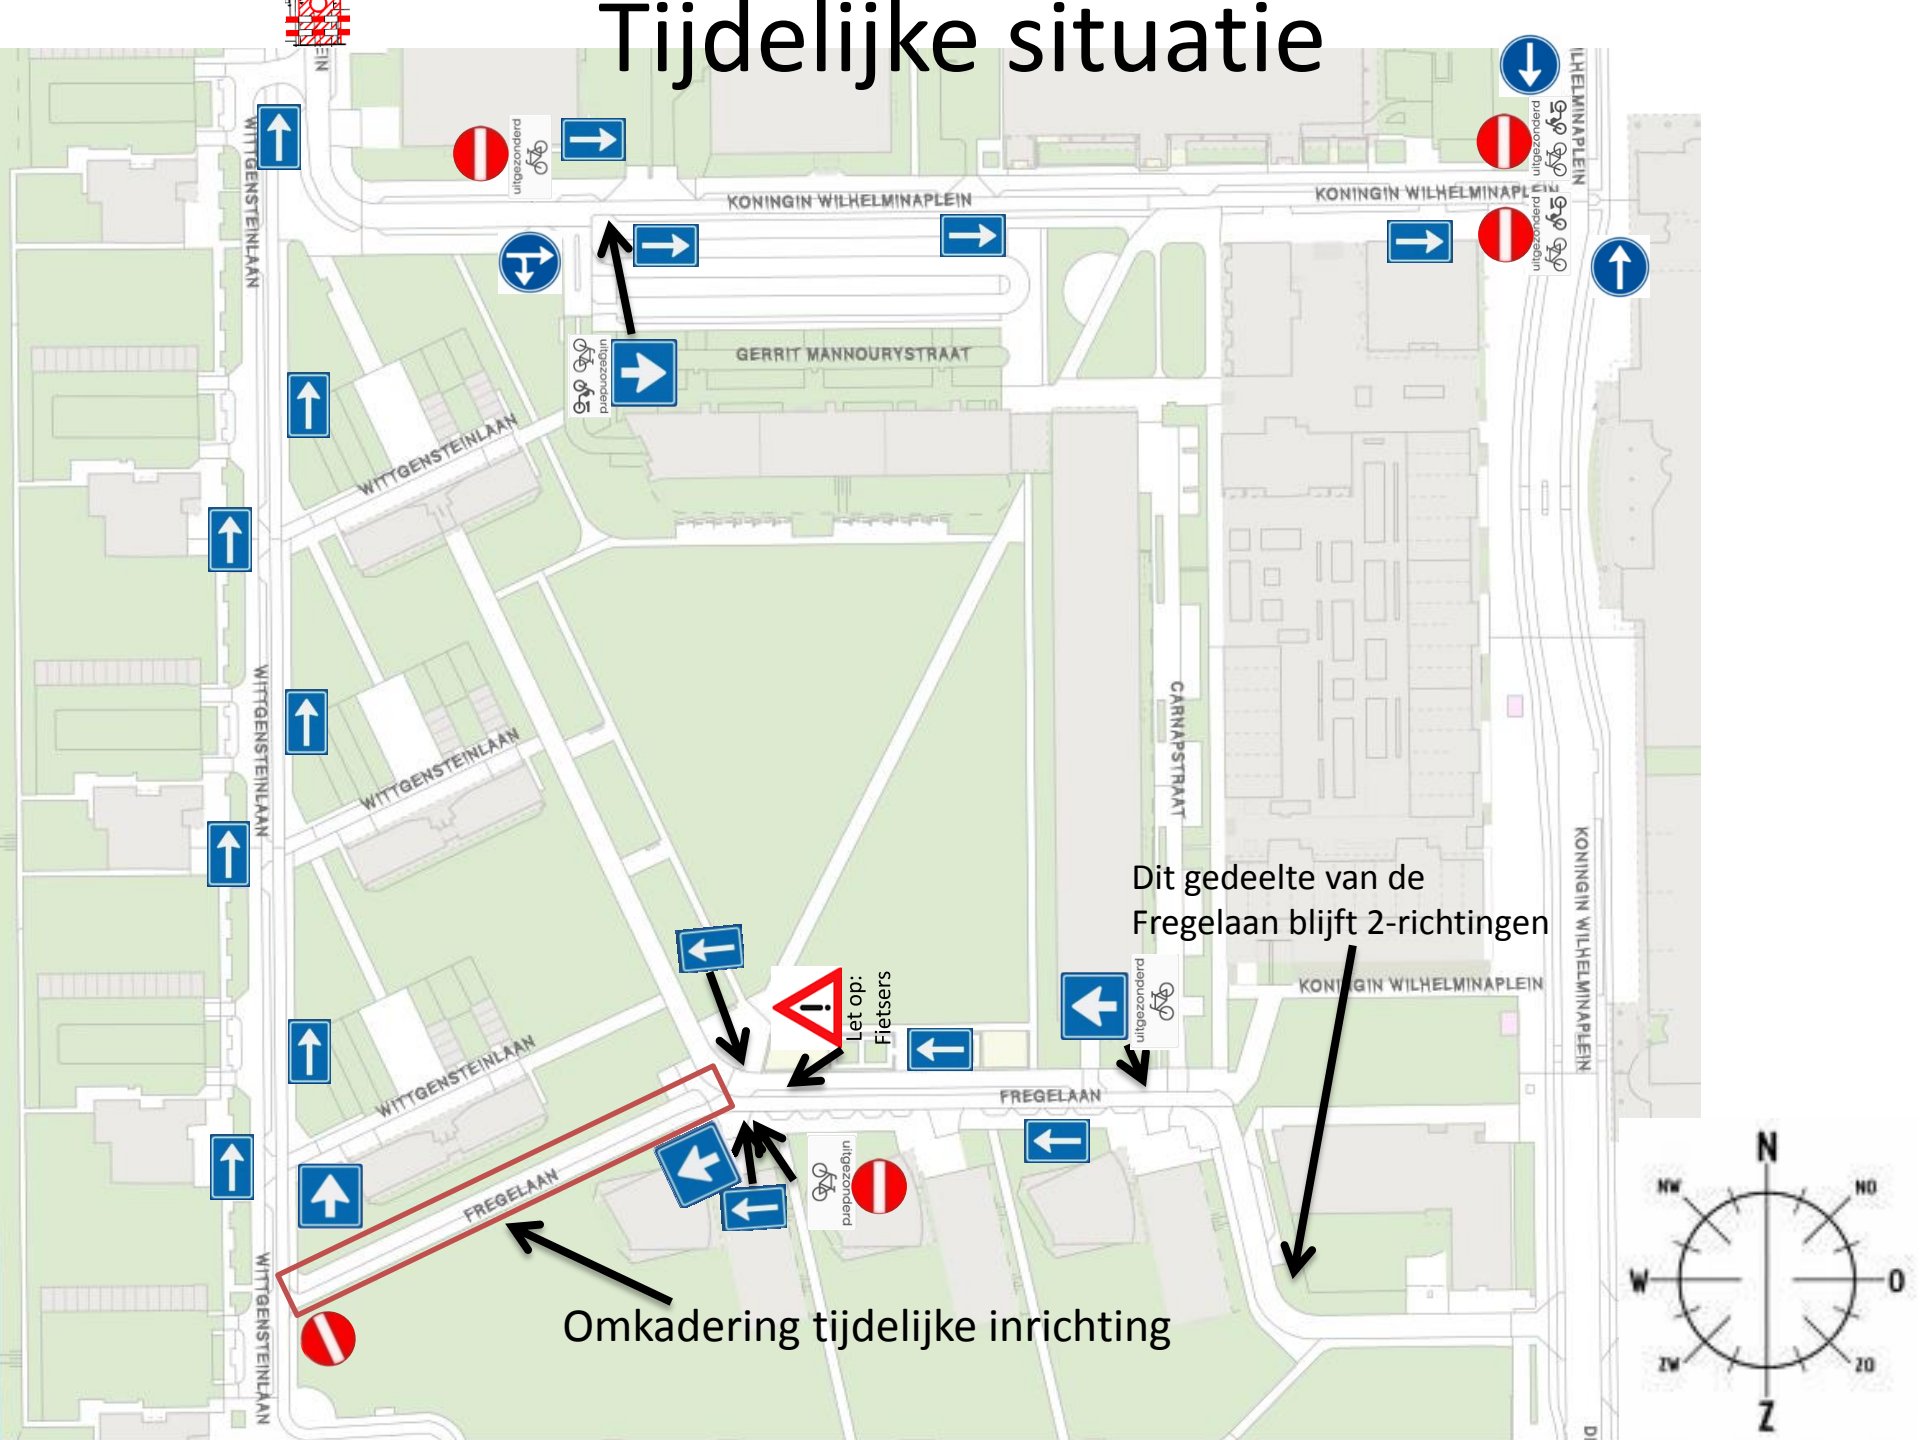 Tijdelijke situatie
EIN
LHELMINAPLEIN
WITTGENSTEINLAAN
uitgezonderd
uitgezonderd
KONINGIN WILHELMINAPLEIN
KONINGIN WILHELMINAPLEIN
uitgezonderd
GERRIT MANNOURYSTRAAT
uitgezonderd
WITTGENSTEINLAAN
WITTGENSTEINLAAN
CARNAPSTRAAT
WITTGENSTEINLAAN
KONINGIN WILHELMINAPLEIN
Dit gedeelte van de
Fregelaan blijft 2-richtingen
KONINGIN WILHELMINAPLEIN
Let op:
Fietsers
uitgezonderd
WITTGENSTEINLAAN
FREGELAAN
uitgezonderd
FREGELAAN
WITTGENSTEINLAAN
Omkadering tijdelijke inrichting
N
NW
NO
W
O
ZW
ZO
Z